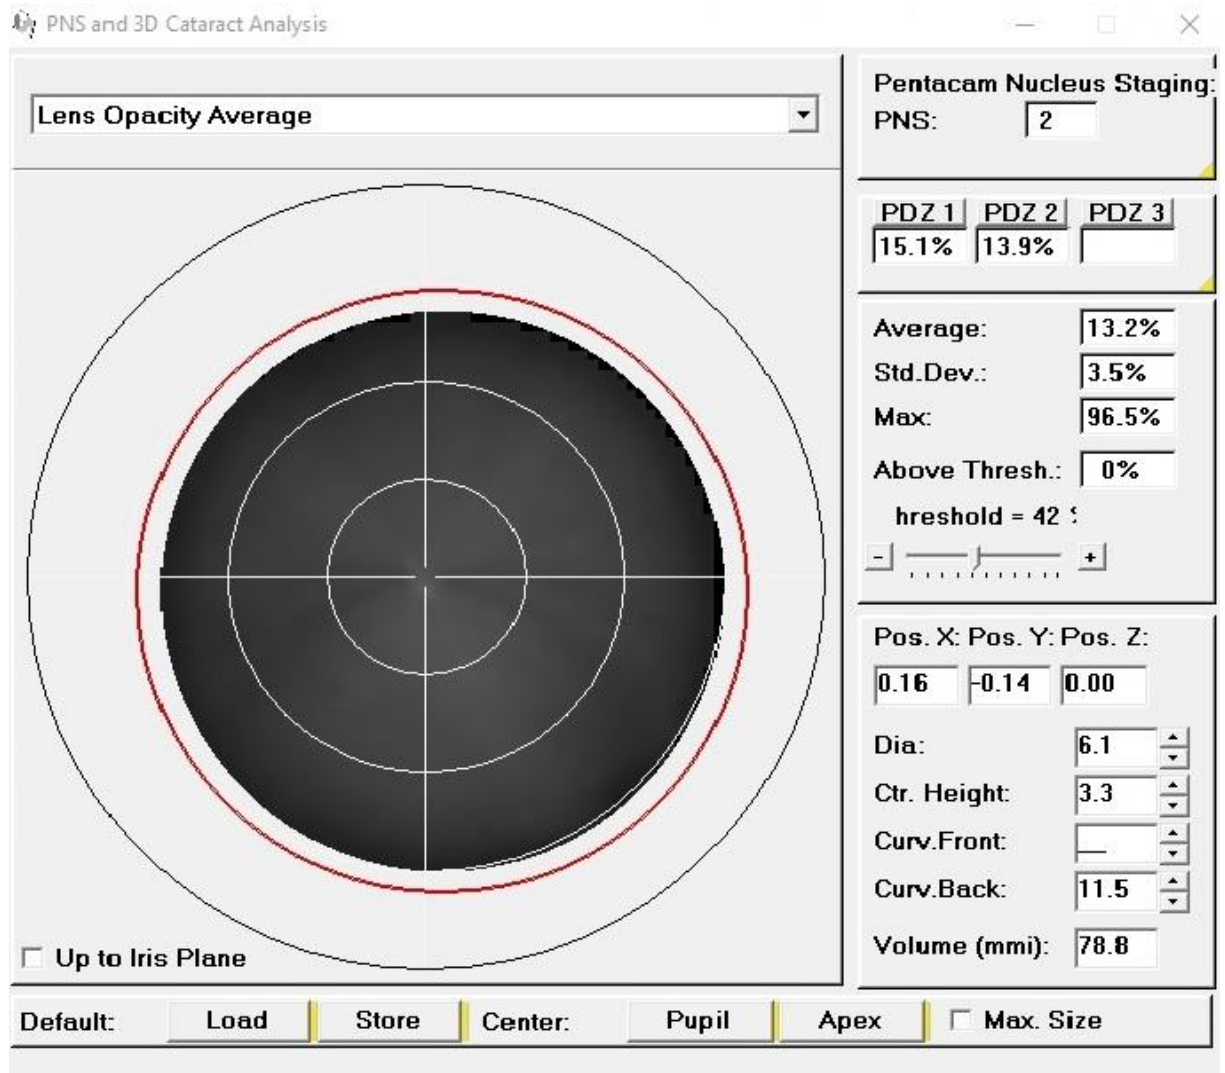 PNS and 3D Cataract Analysis
Lens Opacity Average
Pentacam Nucleus Staging:
PNS: 2
PDZ 1 PDZ 2 PDZ 3
15.1% 13.9%
Average: 13.2%
Std.Dev.: 3.5%
Max: 96.5%
Above Thresh.: 0%
hreshold = 42
- +
Pos. X: Pos. Y: Pos. Z:
0.16 -0.14 0.00
Dia: 6.1
Ctr. Height: 3.3
Curv.Front:
Curv.Back: 11.5
Volume (mmi): 78.8
Up to Iris Plane
Default: Load Store Center: Pupil Apex Max. Size